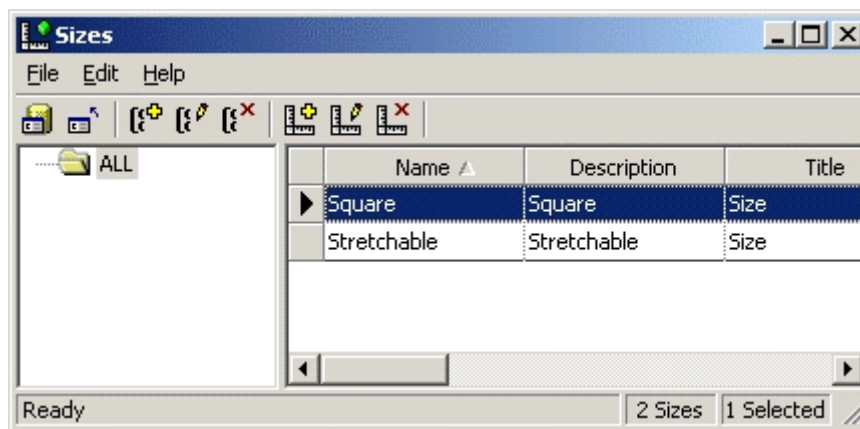 Sizes
File Edit Help
ALL
Name Description Title
Square Square Size
Stretchable Stretchable Size
Ready 2 Sizes 1 Selected